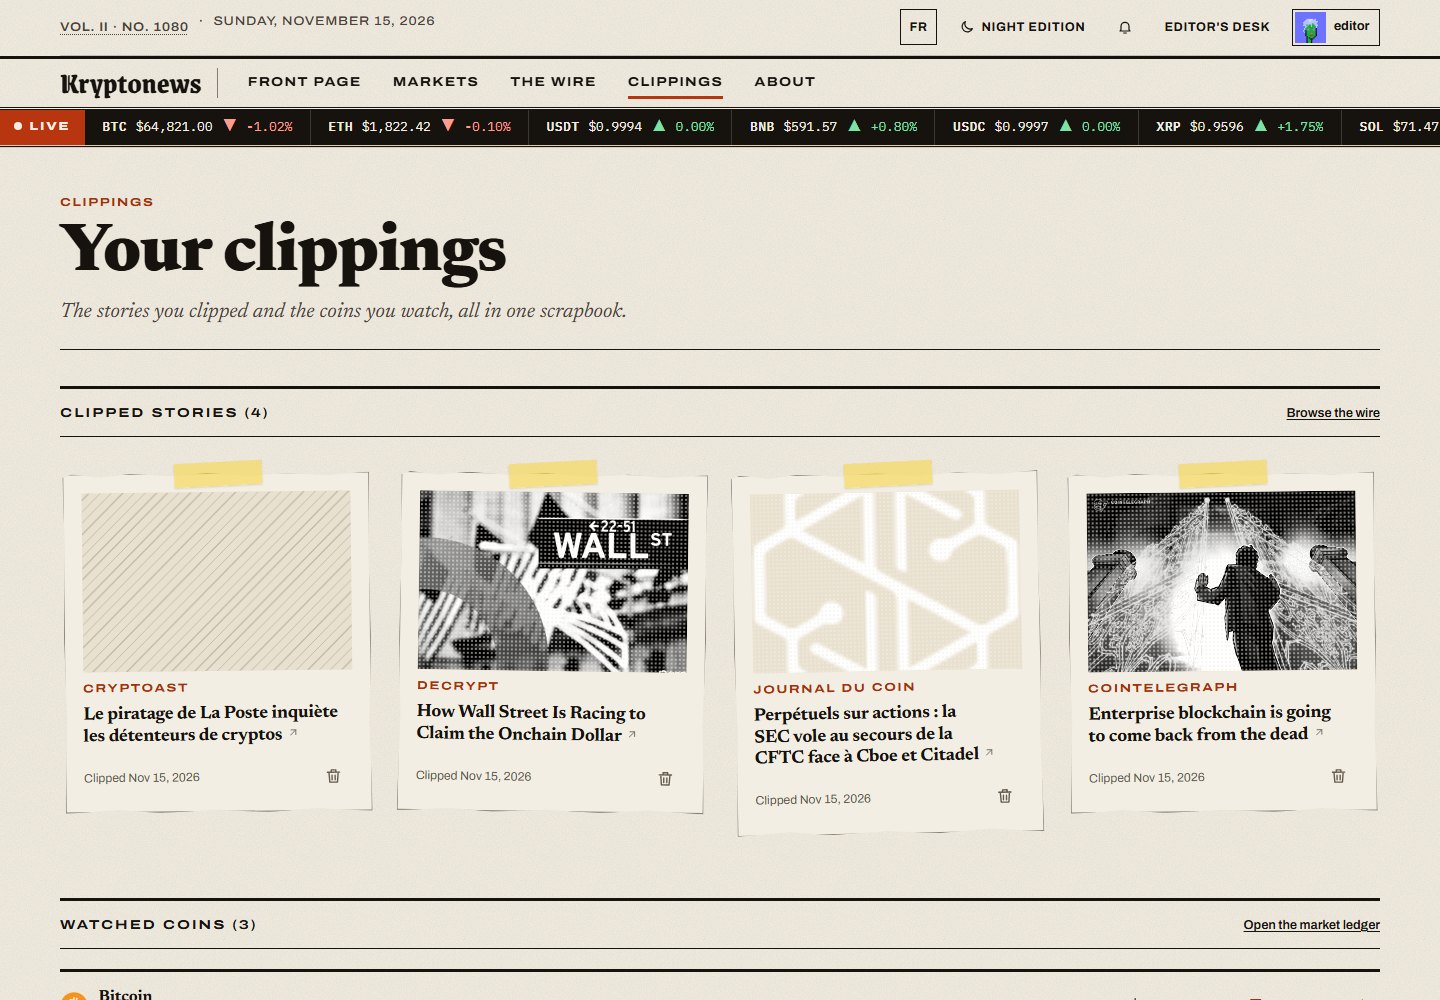 VOL. II · NO. 1080 · SUNDAY, NOVEMBER 15, 2026
FR
NIGHT EDITION
EDITOR'S DESK
editor
Kryptonews
FRONT PAGE
MARKETS
THE WIRE
CLIPPINGS
ABOUT
LIVE
BTC $64,821.00 ▼ -1.02%
ETH $1,822.42 ▼ -0.10%
USDT $0.9994 ▲ 0.00%
BNB $591.57 ▲ +0.80%
USDC $0.9997 ▲ 0.00%
XRP $0.9596 ▲ +1.75%
SOL $71.47
CLIPPINGS
Your clippings
The stories you clipped and the coins you watch, all in one scrapbook.
CLIPPED STORIES (4)
Browse the wire
CRYPTOAST
Le piratage de La Poste inquiète
les détenteurs de cryptos ↗
Clipped Nov 15, 2026
←22-51
WALL ST
DECRYPT
How Wall Street Is Racing to
Claim the Onchain Dollar ↗
Clipped Nov 15, 2026
JOURNAL DU COIN
Perpétuels sur actions : la
SEC vole au secours de la
CFTC face à Cboe et Citadel ↗
Clipped Nov 15, 2026
COINTELEGRAPH
Enterprise blockchain is going
to come back from the dead ↗
Clipped Nov 15, 2026
WATCHED COINS (3)
Open the market ledger
Bitcoin